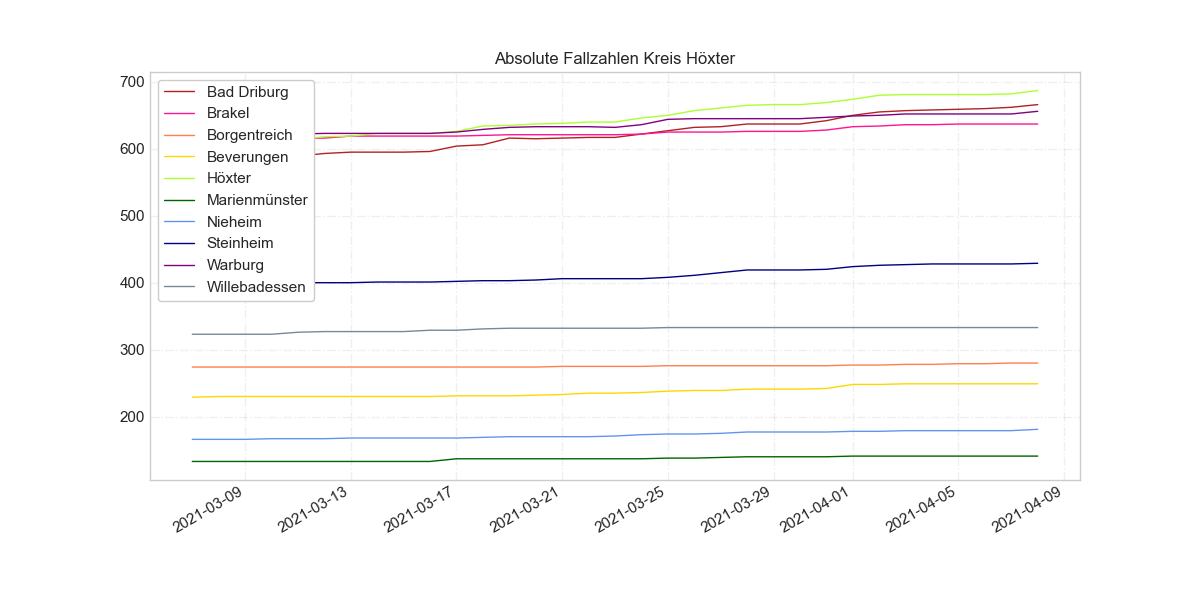 Absolute Fallzahlen Kreis Höxter
700
600
500
400
300
200
Bad Driburg
Brakel
Borgentreich
Beverungen
Höxter
Marienmünster
Nieheim
Steinheim
Warburg
Willebadessen
2021-03-09
2021-03-13
2021-03-17
2021-03-21
2021-03-25
2021-03-29
2021-04-01
2021-04-05
2021-04-09